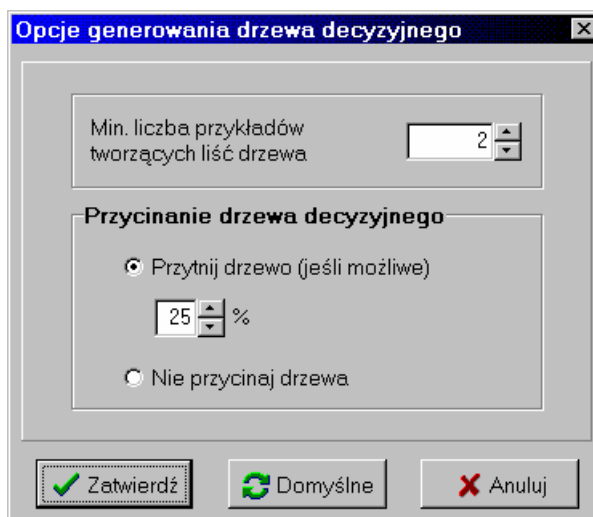 Opcje generowania drzewa decyzyjnego
Min. liczba przykładów
tworzących liść drzewa
2
Przycinanie drzewa decyzyjnego
Przytnij drzewo (jeśli możliwe)
25 %
Nie przycinaj drzewa
Zatwierdź Domyślne Anuluj